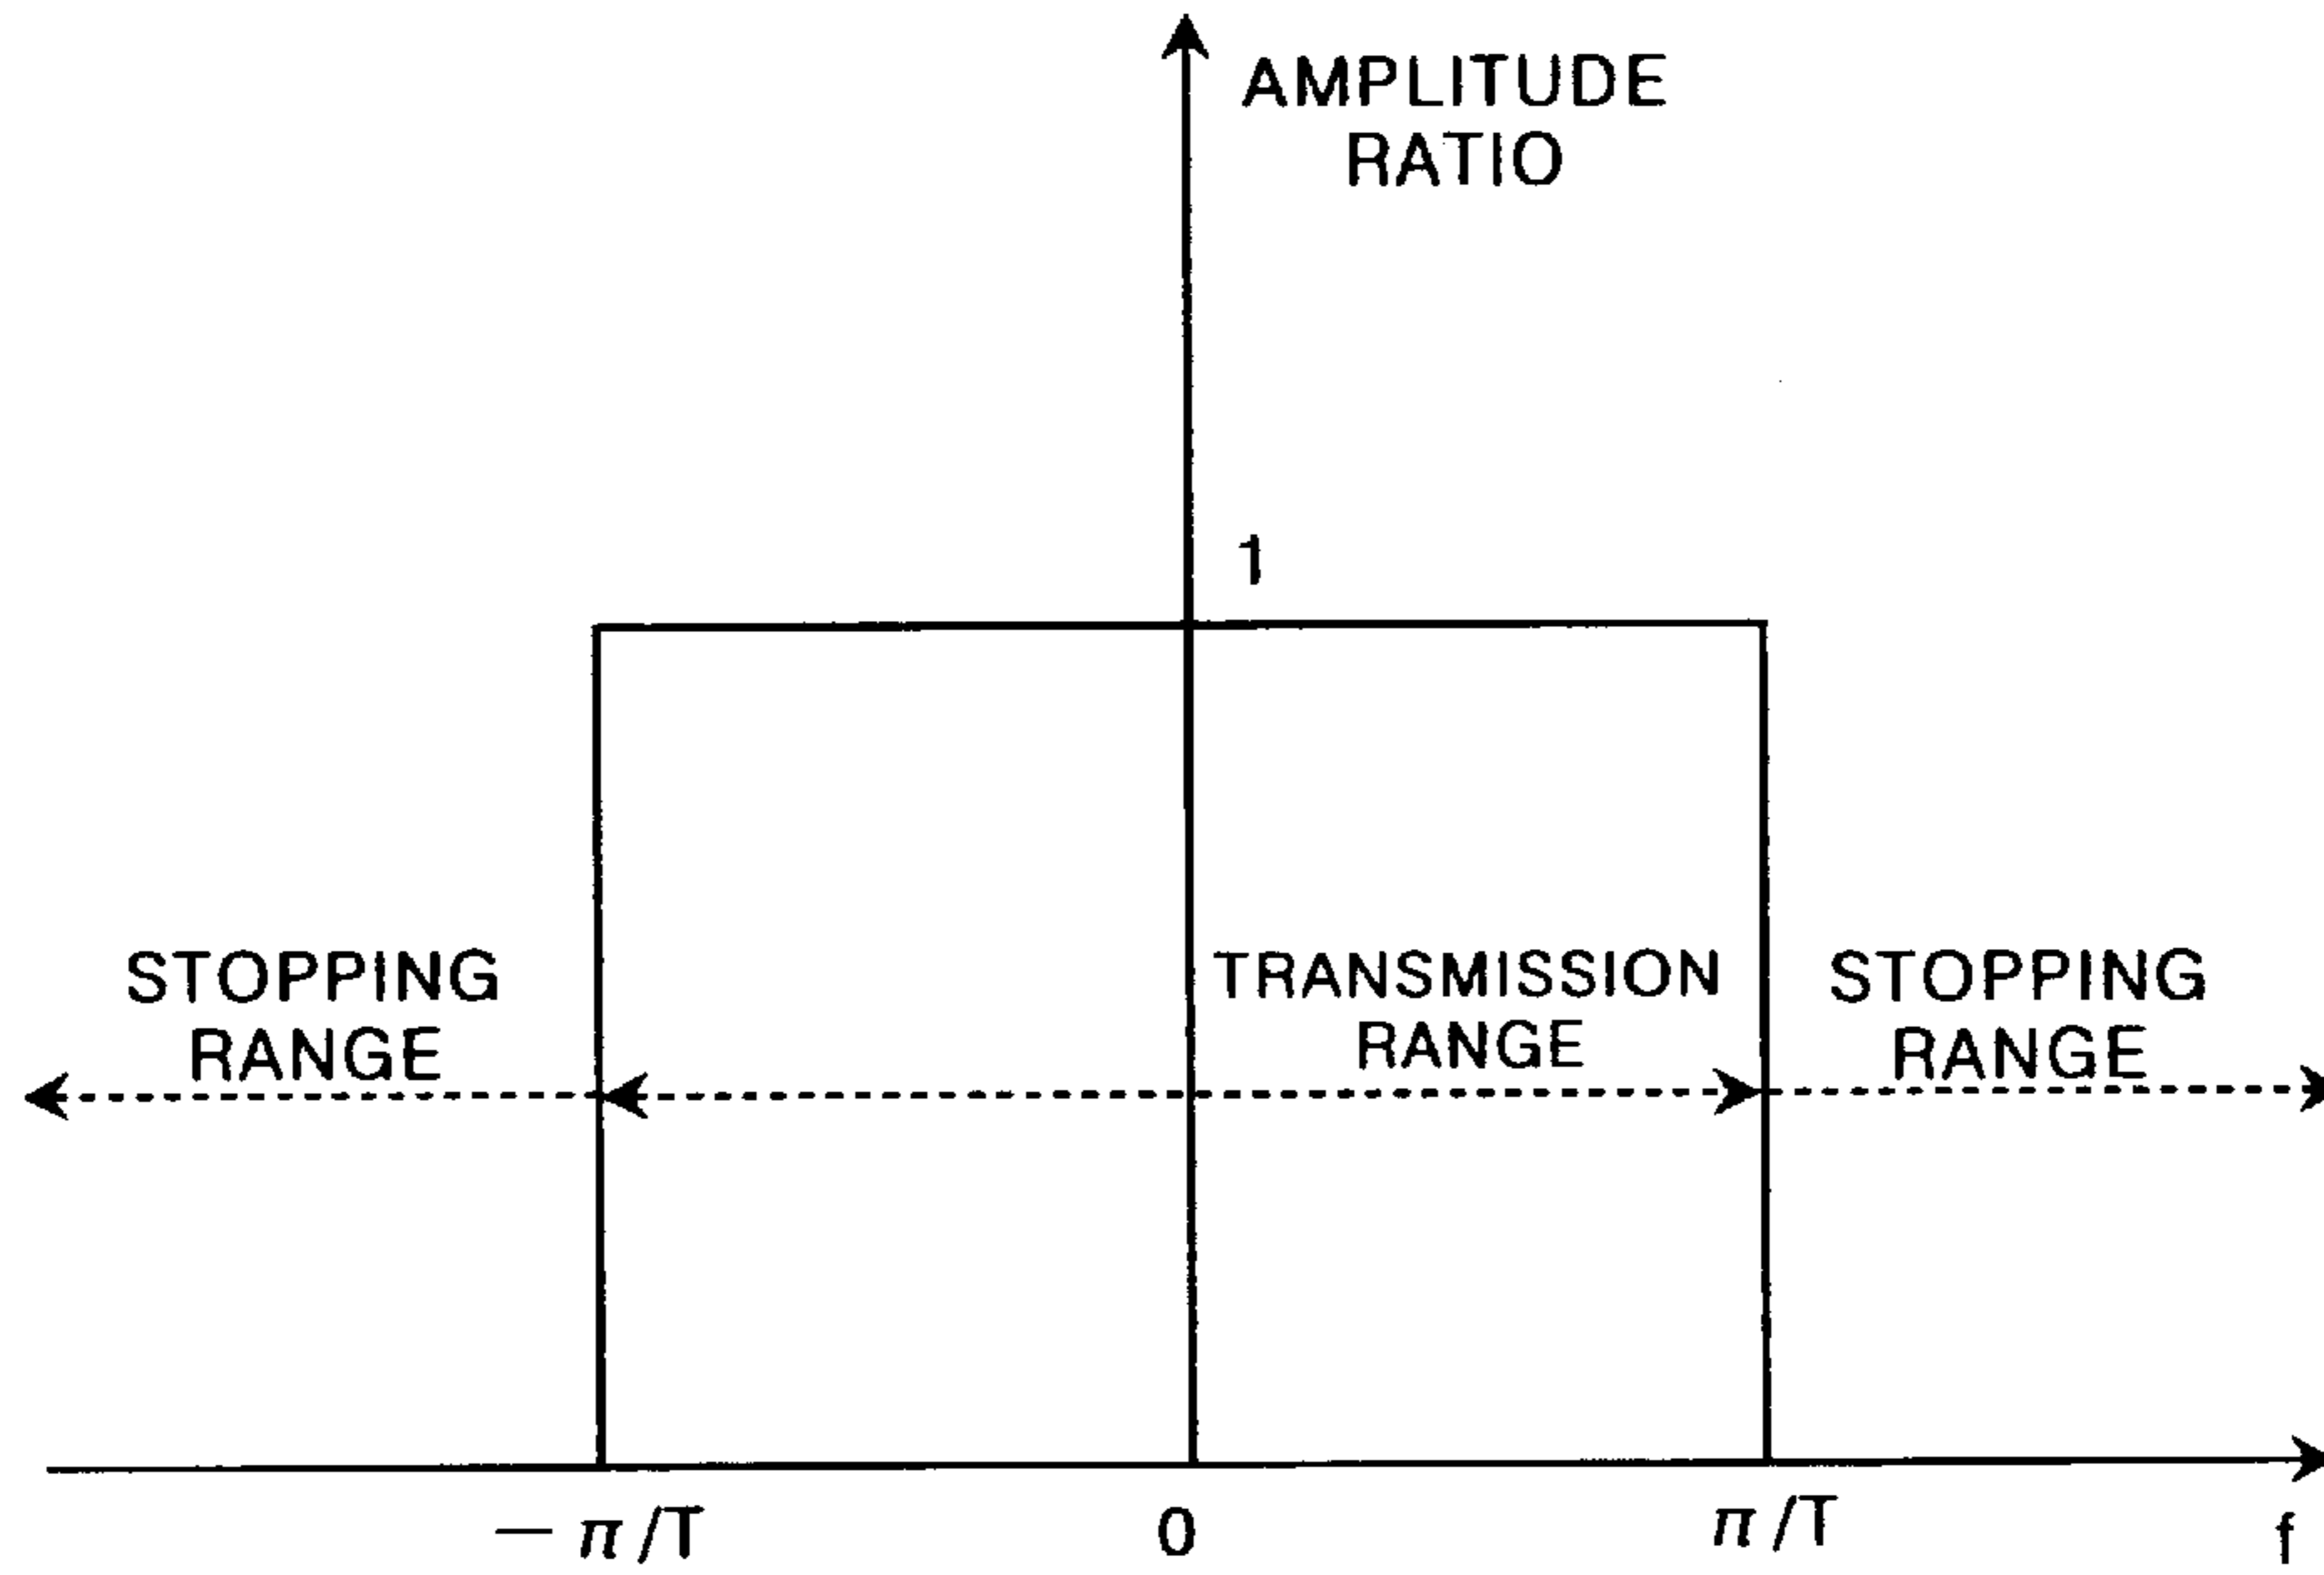 AMPLITUDE
RATIO
1
STOPPING
RANGE
TRANSMISSION
RANGE
STOPPING
RANGE
— π/T
0
π/T
f